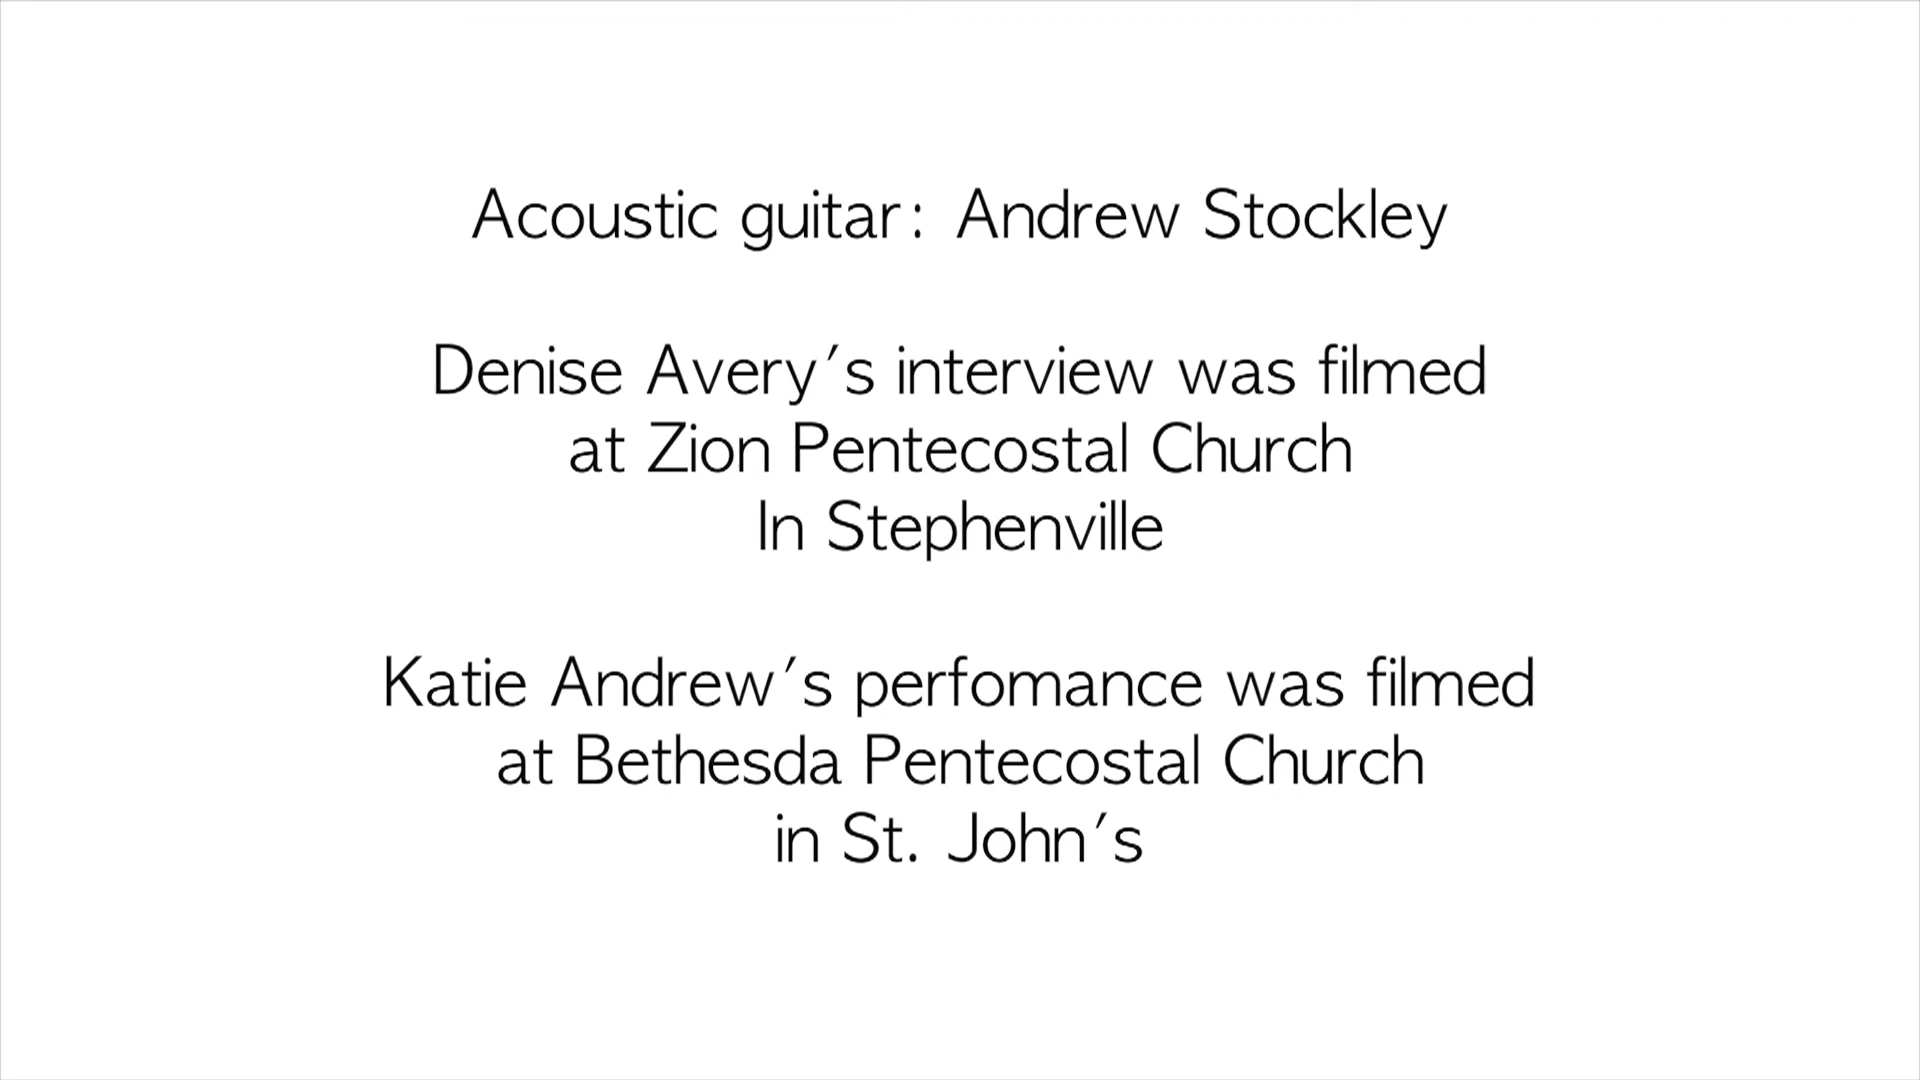 Acoustic guitar: Andrew Stockley
Denise Avery´s interview was filmed
at Zion Pentecostal Church
In Stephenville
Katie Andrew´s perfomance was filmed
at Bethesda Pentecostal Church
in St. John´s